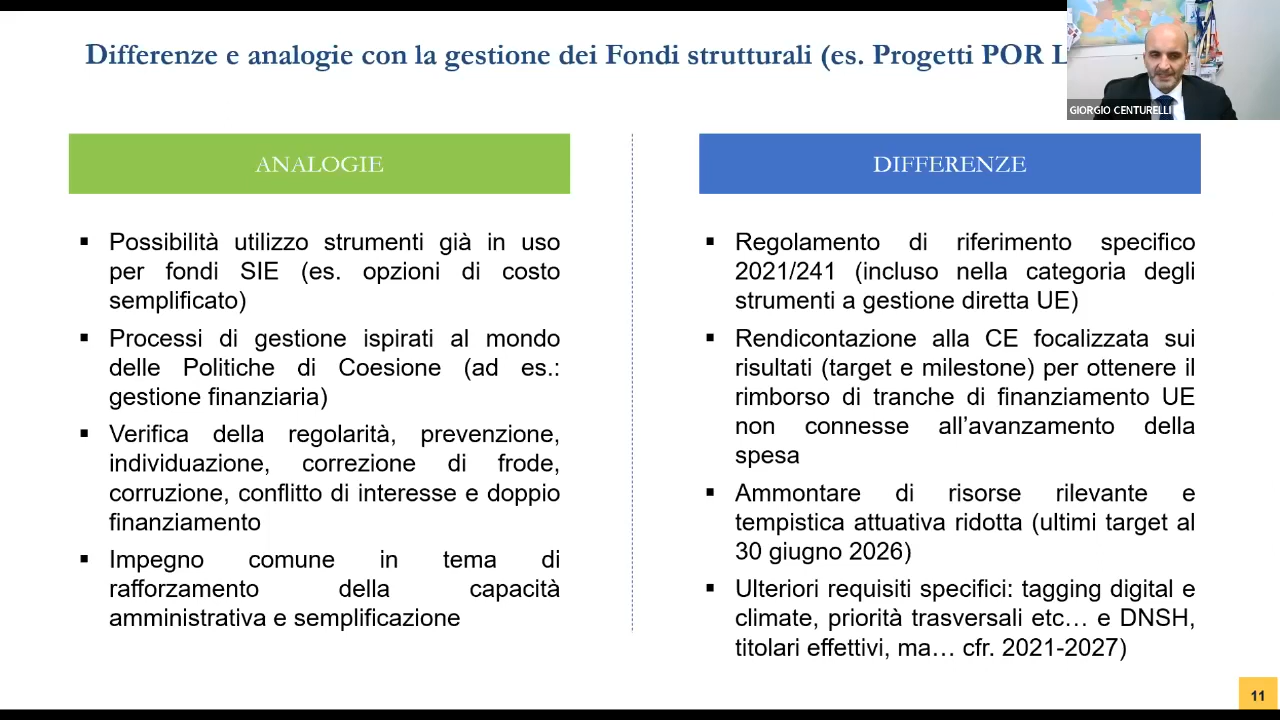 Differenze e analogie con la gestione dei Fondi strutturali (es. Progetti POR
GIORGIO CENTURELLI
ANALOGIE
▪ Possibilità utilizzo strumenti già in uso
per fondi SIE (es. opzioni di costo
semplificato)
▪ Processi di gestione ispirati al mondo
delle Politiche di Coesione (ad es.:
gestione finanziaria)
▪ Verifica della regolarità, prevenzione,
individuazione, correzione di frode,
corruzione, conflitto di interesse e doppio
finanziamento
▪ Impegno comune in tema di
rafforzamento della capacità
amministrativa e semplificazione
DIFFERENZE
▪ Regolamento di riferimento specifico
2021/241 (incluso nella categoria degli
strumenti a gestione diretta UE)
▪ Rendicontazione alla CE focalizzata sui
risultati (target e milestone) per ottenere il
rimborso di tranche di finanziamento UE
non connesse all’avanzamento della
spesa
▪ Ammontare di risorse rilevante e
tempistica attuativa ridotta (ultimi target al
30 giugno 2026)
▪ Ulteriori requisiti specifici: tagging digital e
climate, priorità trasversali etc… e DNSH,
titolari effettivi, ma… cfr. 2021-2027)
11